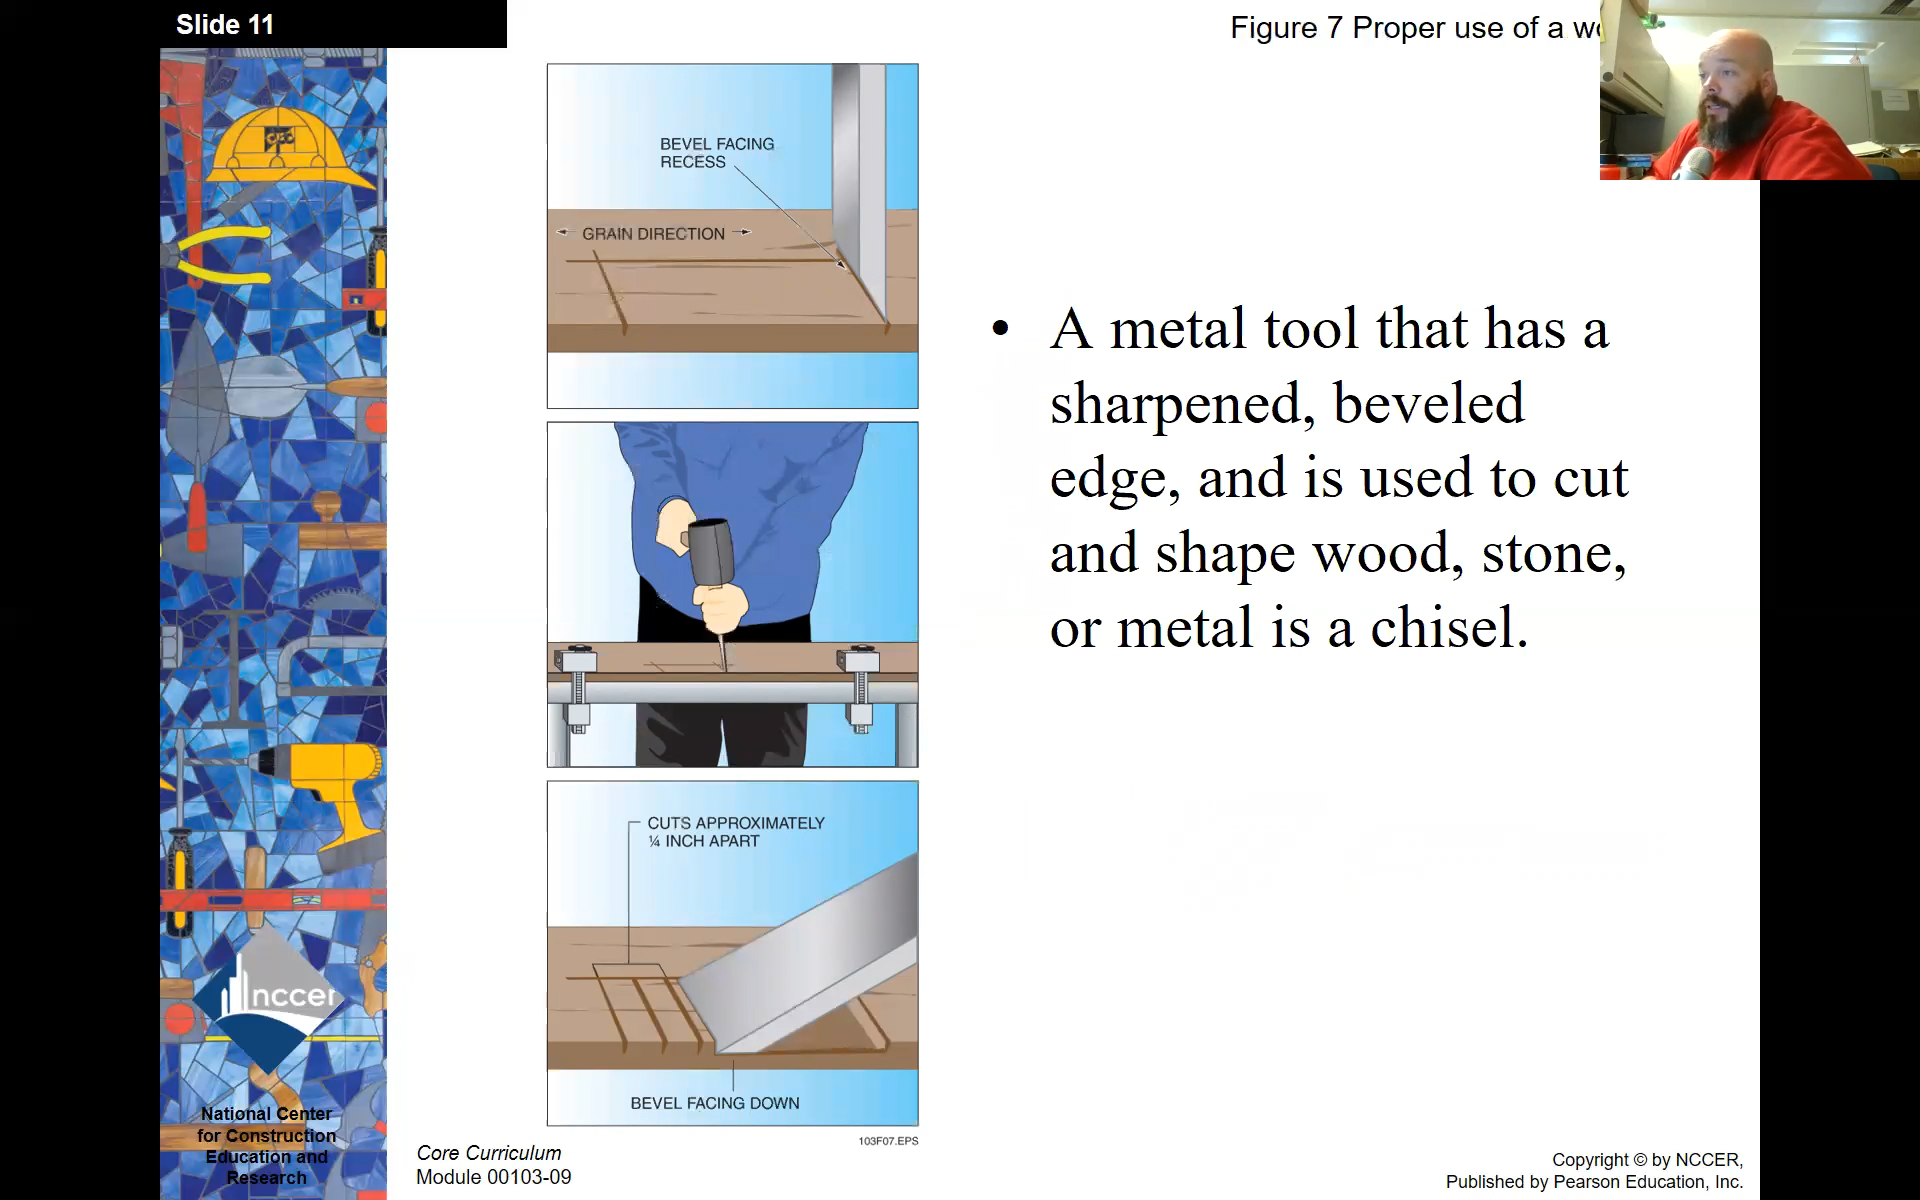 Slide 11
Figure 7 Proper use of a
BEVEL FACING
RECESS
GRAIN DIRECTION
• A metal tool that has a
sharpened, beveled
edge, and is used to cut
and shape wood, stone,
or metal is a chisel.
CUTS APPROXIMATELY
¼ INCH APART
BEVEL FACING DOWN
103F07.EPS
nccer
National Center
for Construction
Education and
Research
Core Curriculum
Module 00103-09
Copyright © by NCCER,
Published by Pearson Education, Inc.